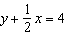 y + 1/2 x = 4